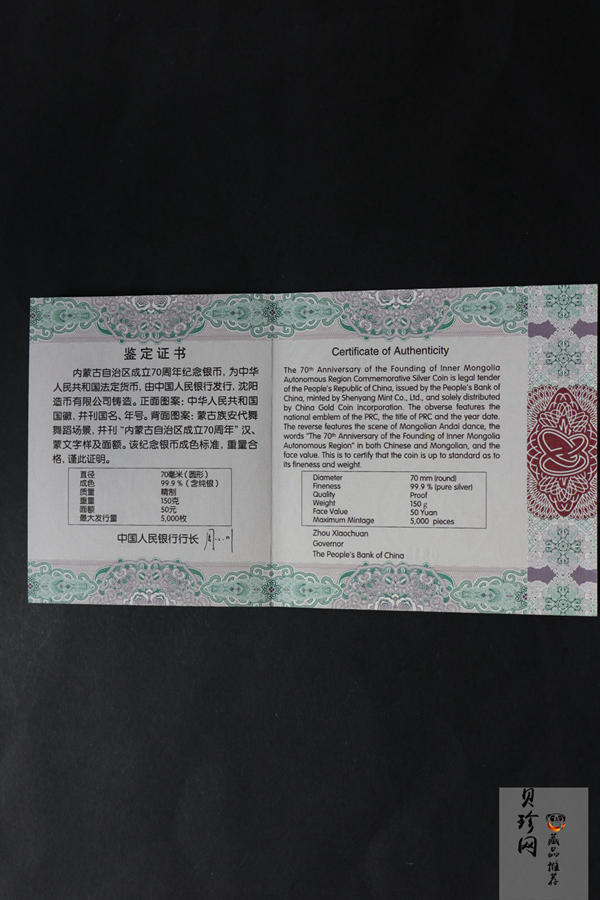 鉴定证书
内蒙古自治区成立70周年纪念银币，为中华
人民共和国法定货币，由中国人民银行发行，沈阳
造币有限公司铸造。正面图案：中华人民共和国
国徽，并刊国名、年号。背面图案：蒙古族安代舞
舞蹈场景，并刊“内蒙古自治区成立70周年”汉、
蒙文字样及面额。该纪念银币成色标准，重量合
格，谨此证明。
直径 70毫米（圆形）
成色 99.9％（含纯银）
质量 精制
重量 150克
面额 50元
最大发行量 5,000枚
中国人民银行行长
Certificate of Authenticity
The 70th Anniversary of the Founding of Inner Mongolia
Autonomous Region Commemorative Silver Coin is legal tender
of the People's Republic of China, issued by the People's Bank of
China, minted by Shenyang Mint Co., Ltd., and solely distributed
by China Gold Coin Incorporation. The obverse features the
national emblem of the PRC, the title of PRC and the year date.
The reverse features the scene of Mongolian Andai dance, the
words "The 70th Anniversary of the Founding of Inner Mongolia
Autonomous Region" in both Chinese and Mongolian, and the
face value. This is to certify that the coin is up to standard as to
its fineness and weight.
Diameter 70 mm (round)
Fineness 99.9 % (pure silver)
Quality Proof
Weight 150 g
Face Value 50 Yuan
Maximum Mintage 5,000 pieces
Zhou Xiaochuan
Governor
The People's Bank of China
贝珍网
藏品推荐